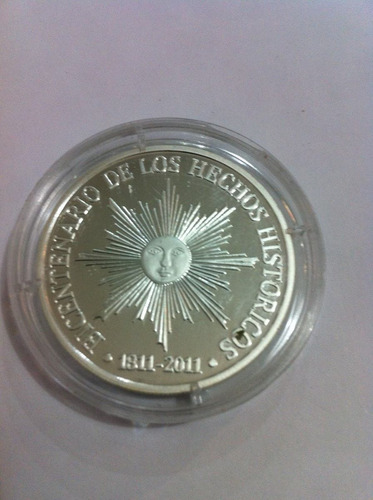 BICENTENARIO DE LOS HECHOS HISTORICOS
1811-2011